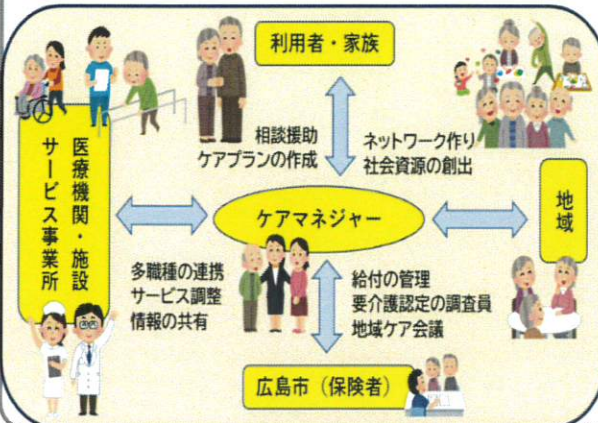 利用者・家族
相談援助
ケアプランの作成
ネットワーク作り
社会資源の創出
医療機関・施設
サービス事業所
ケアマネジャー
地域
多職種の連携
サービス調整
情報の共有
給付の管理
要介護認定の調査員
地域ケア会議
広島市（保険者）